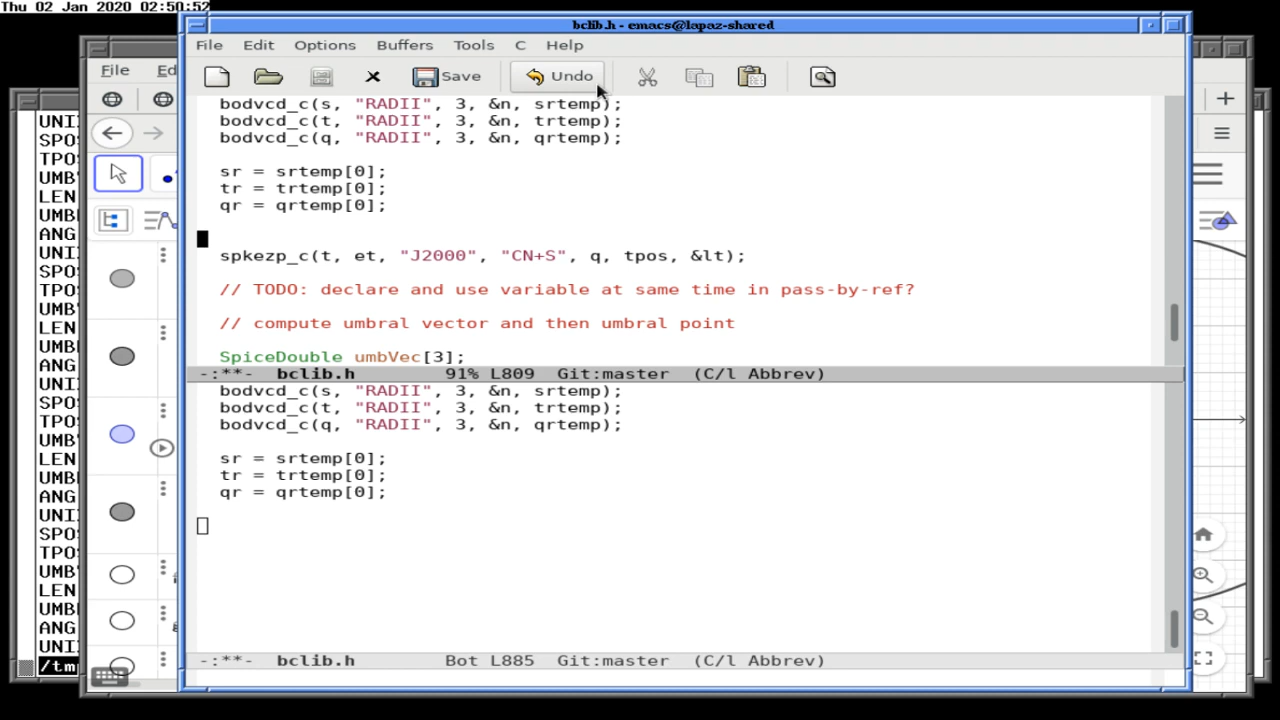 Thu 02 Jan 2020 02:50:52
bclib.h - emacs@lapaz-shared
File Edit Options Buffers Tools C Help
Save Undo
bodvcd_c(s, "RADII", 3, &n, srtemp);
bodvcd_c(t, "RADII", 3, &n, trtemp);
bodvcd_c(q, "RADII", 3, &n, qrtemp);
sr = srtemp[0];
tr = trtemp[0];
qr = qrtemp[0];
spkezp_c(t, et, "J2000", "CN+S", q, tpos, &lt);
// TODO: declare and use variable at same time in pass-by-ref?
// compute umbral vector and then umbral point
SpiceDouble umbVec[3];
-:**- bclib.h 91% L809 Git:master (C/l Abbrev)
bodvcd_c(s, "RADII", 3, &n, srtemp);
bodvcd_c(t, "RADII", 3, &n, trtemp);
bodvcd_c(q, "RADII", 3, &n, qrtemp);
sr = srtemp[0];
tr = trtemp[0];
qr = qrtemp[0];
-:**- bclib.h Bot L885 Git:master (C/l Abbrev)
File Ed
UNI
SPO
TPO
UMB
LEN
UMB
ANG
UNI
SPO
TPO
UMB
LEN
UMB
ANG
UNI
SPO
TPO
UMB
LEN
UMB
ANG
UNI
SPO
TPO
UMB
LEN
UMB
ANG
UNI
/tm